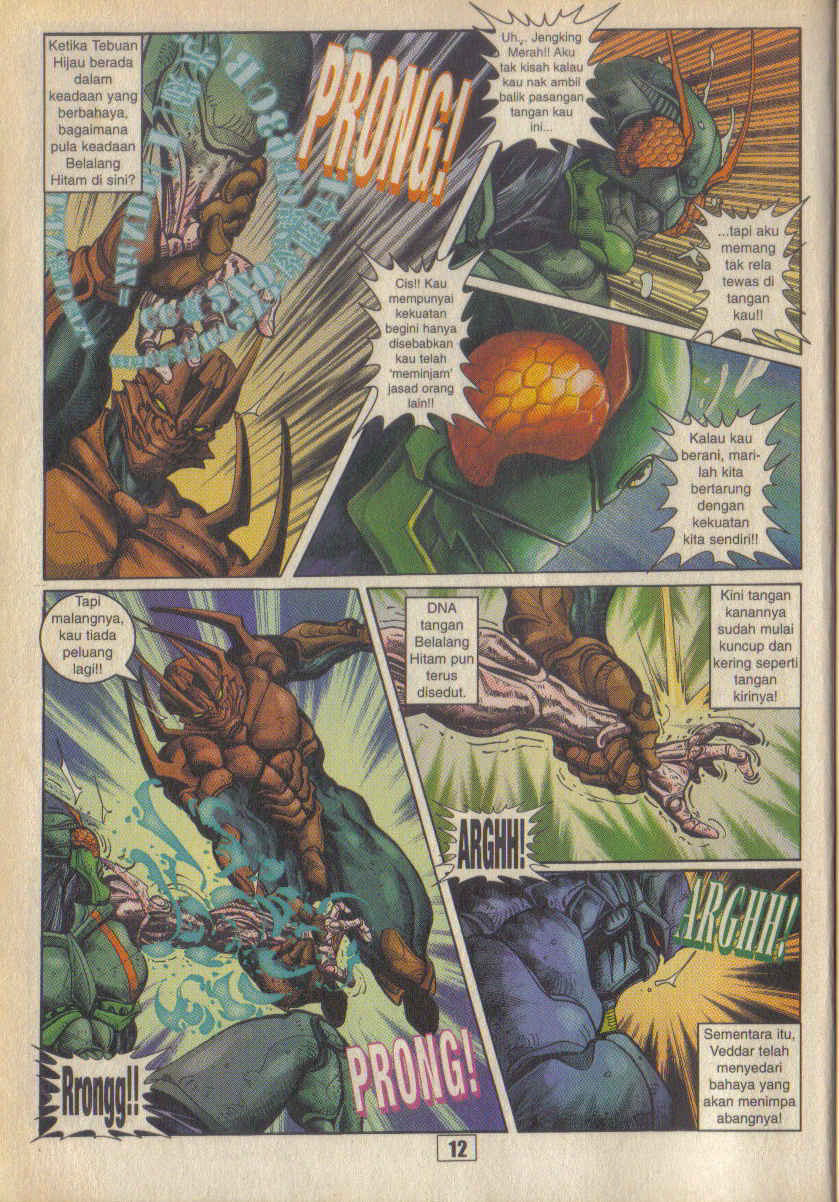 Ketika Tebuan
Hijau berada
dalam
keadaan yang
berbahaya,
bagaimana
pula keadaan
Belalang
Hitam di sini?
PRONG!
Uh... Jengking
Merah!! Aku
tak kisah kalau
kau nak ambil
balik pasangan
tangan kau
ini...
...tapi aku
memang
tak rela
tewas di
tangan
kau!!
Cis!! Kau
mempunyai
kekuatan
begini hanya
disebabkan
kau telah
'meminjam'
jasad orang
lain!!
Kalau kau
berani, mari-
lah kita
bertarung
dengan
kekuatan
kita sendiri!!
Tapi
malangnya,
kau tiada
peluang
lagi!!
Rrongg!!
PRONG!
DNA
tangan
Belalang
Hitam pun
terus
disedut.
Kini tangan
kanannya
sudah mulai
kuncup dan
kering seperti
tangan
kirinya!
ARGHH!
ARGHH!
Sementara itu,
Veddar telah
menyedari
bahaya yang
akan menimpa
abangnya!
12